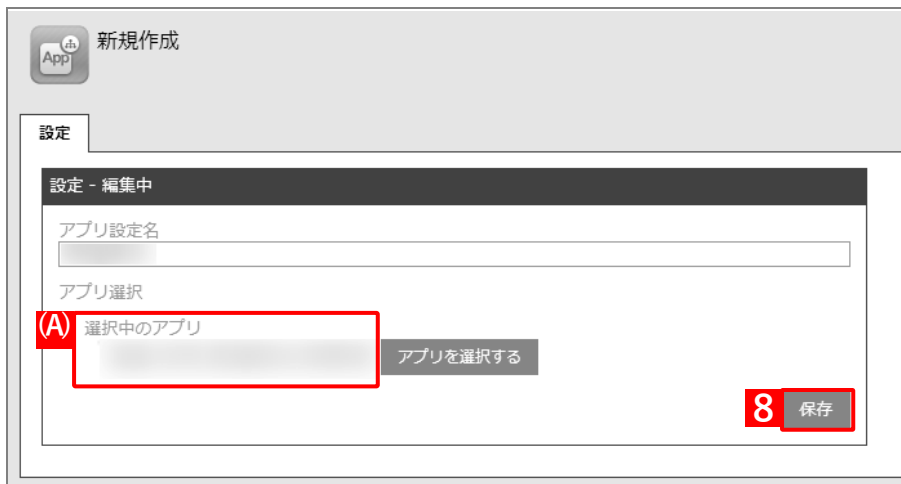 App
新規作成
設定
設定 - 編集中
アプリ設定名
アプリ選択
(A) 選択中のアプリ
アプリを選択する
8 保存